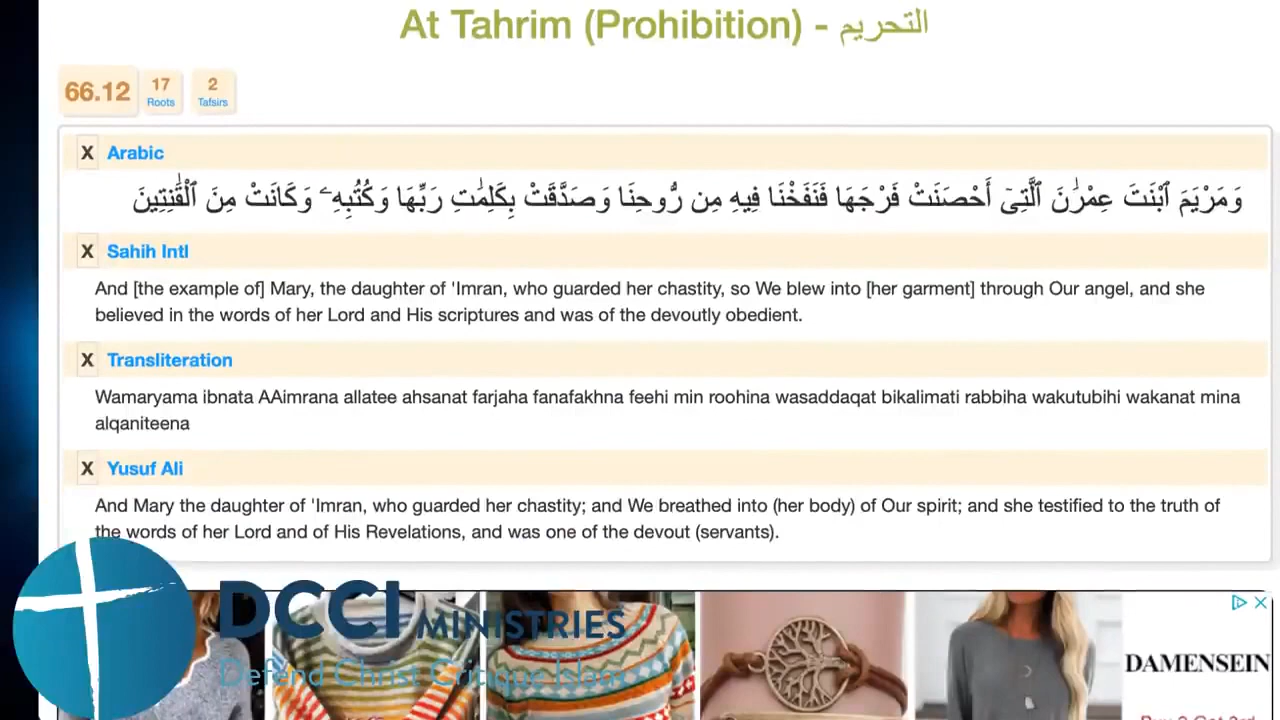 At Tahrim (Prohibition) - التحريم
66.12
17
Roots
2
Tafsirs
X Arabic
وَمَرْيَمَ ٱبْنَتَ عِمْرَٰنَ ٱلَّتِىٓ أَحْصَنَتْ فَرْجَهَا فَنَفَخْنَا فِيهِ مِن رُّوحِنَا وَصَدَّقَتْ بِكَلِمَٰتِ رَبِّهَا وَكُتُبِهِۦ وَكَانَتْ مِنَ ٱلْقَٰنِتِينَ
X Sahih Intl
And [the example of] Mary, the daughter of 'Imran, who guarded her chastity, so We blew into [her garment] through Our angel, and she
believed in the words of her Lord and His scriptures and was of the devoutly obedient.
X Transliteration
Wamaryama ibnata AAimrana allatee ahsanat farjaha fanafakhna feehi min roohina wasaddaqat bikalimati rabbiha wakutubihi wakanat mina
alqaniteena
X Yusuf Ali
And Mary the daughter of 'Imran, who guarded her chastity; and We breathed into (her body) of Our spirit; and she testified to the truth of
the words of her Lord and of His Revelations, and was one of the devout (servants).
DCCI MINISTRIES
Defend Christ Critique Islam
DAMENSEIN